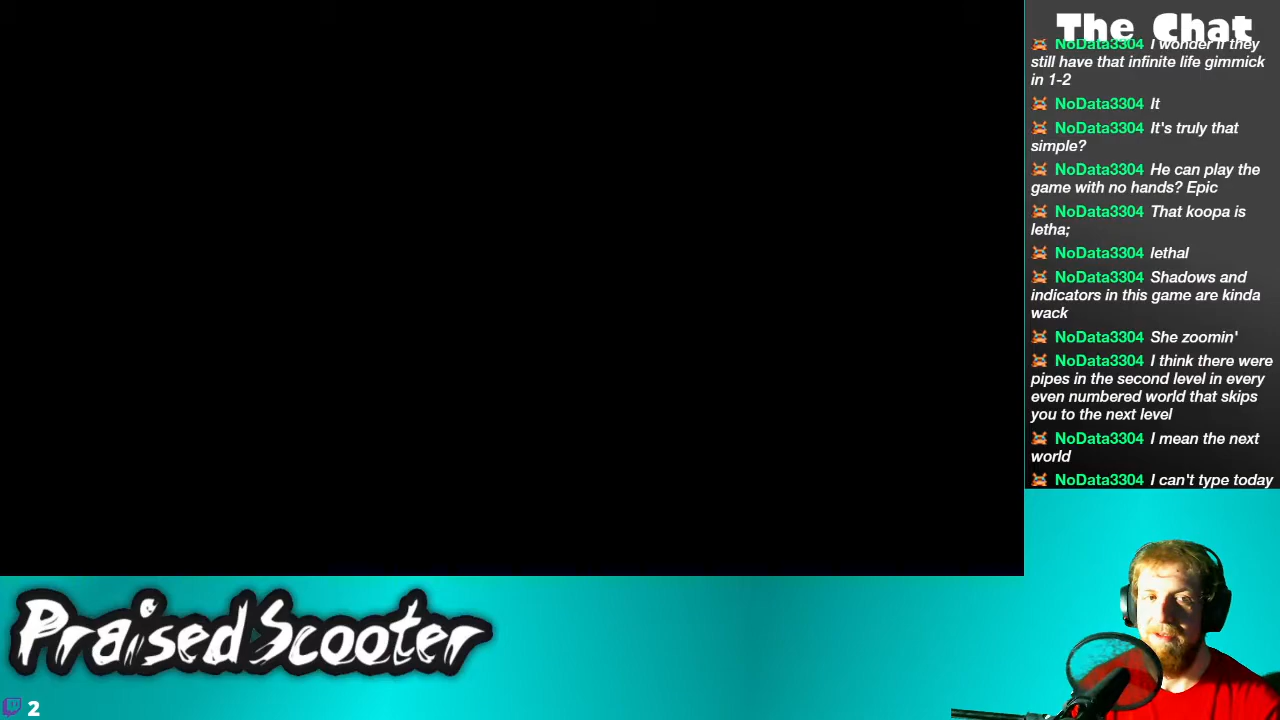 The Chat
NoData3304 I wonder if they
still have that infinite life gimmick
in 1-2
NoData3304 It
NoData3304 It's truly that
simple?
NoData3304 He can play the
game with no hands? Epic
NoData3304 That koopa is
letha;
NoData3304 lethal
NoData3304 Shadows and
indicators in this game are kinda
wack
NoData3304 She zoomin'
NoData3304 I think there were
pipes in the second level in every
even numbered world that skips
you to the next level
NoData3304 I mean the next
world
NoData3304 I can't type today
PraisedScooter
2